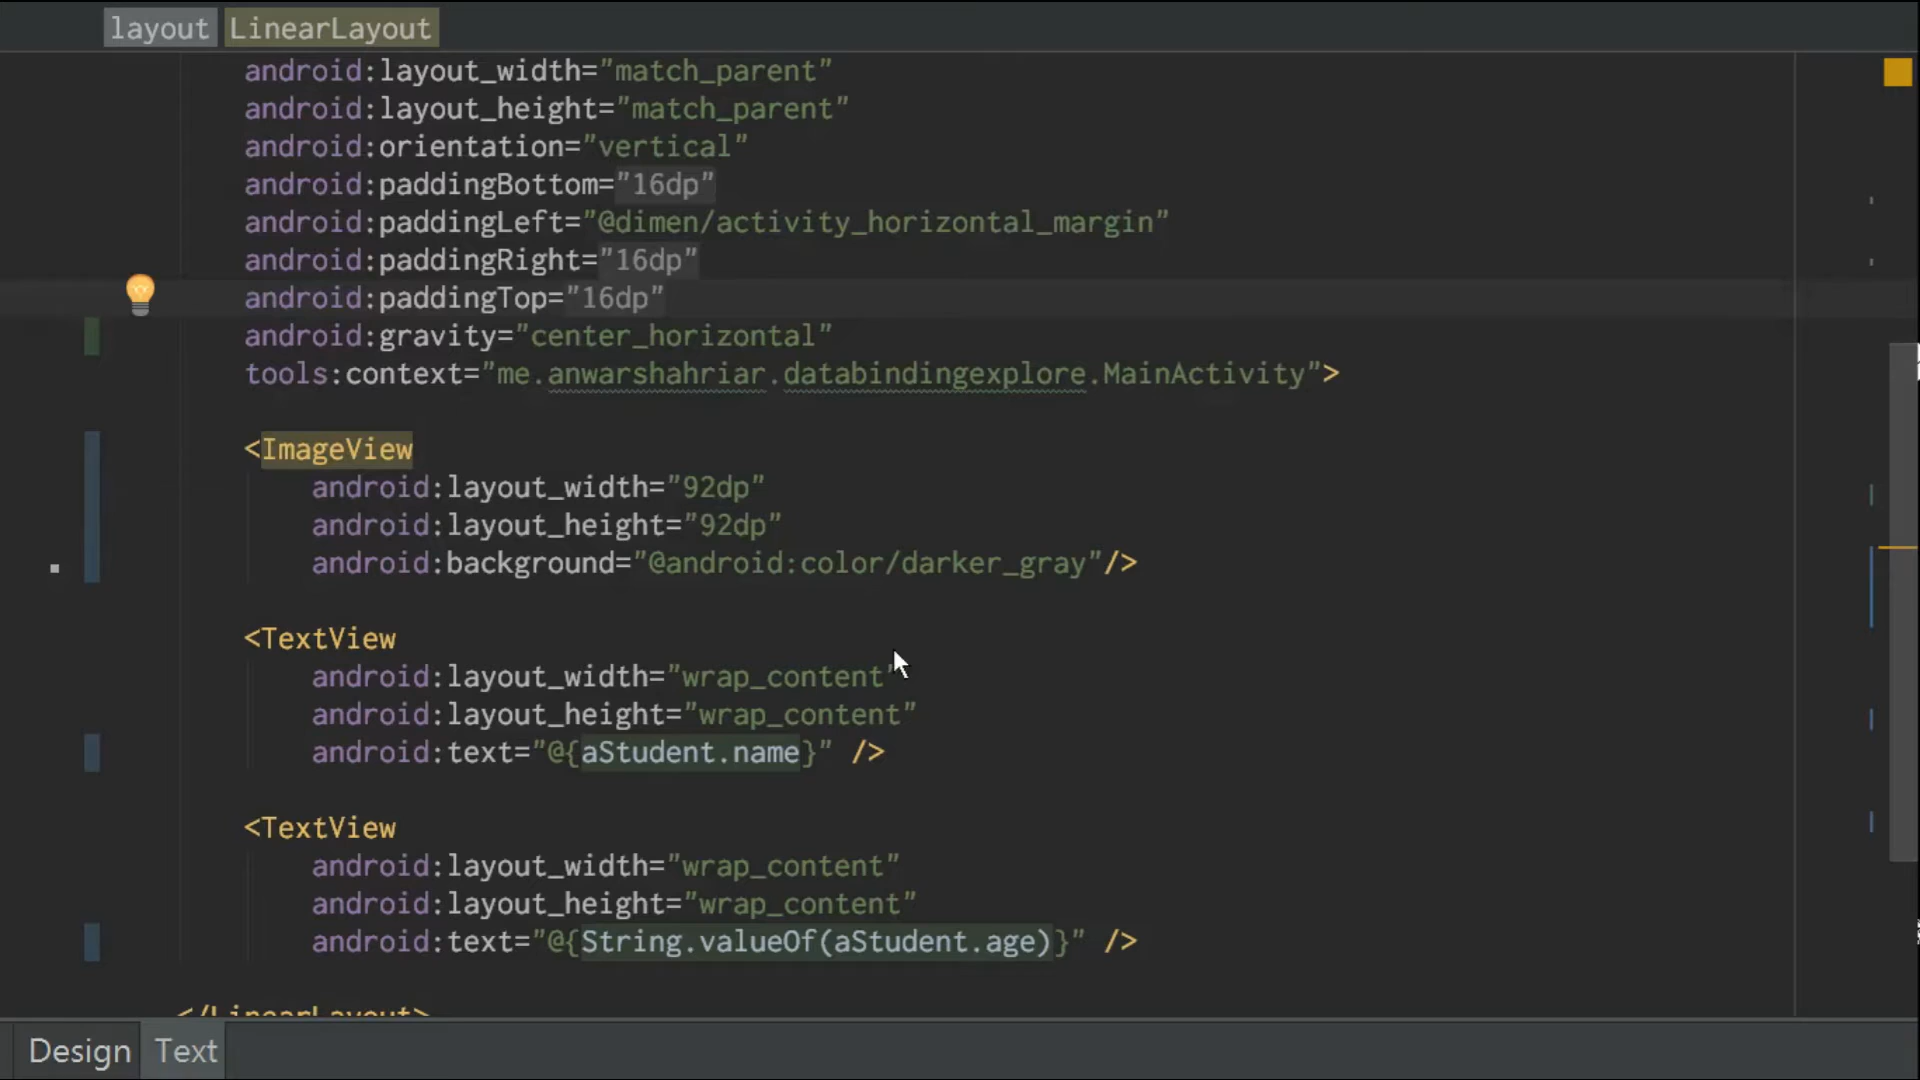 layout LinearLayout
android:layout_width="match_parent"
android:layout_height="match_parent"
android:orientation="vertical"
android:paddingBottom="16dp"
android:paddingLeft="@dimen/activity_horizontal_margin"
android:paddingRight="16dp"
android:paddingTop="16dp"
android:gravity="center_horizontal"
tools:context="me.anwarshahriar.databindingexplore.MainActivity">
<ImageView
android:layout_width="92dp"
android:layout_height="92dp"
android:background="@android:color/darker_gray"/>
<TextView
android:layout_width="wrap_content"
android:layout_height="wrap_content"
android:text="@{aStudent.name}" />
<TextView
android:layout_width="wrap_content"
android:layout_height="wrap_content"
android:text="@{String.valueOf(aStudent.age)}" />
</LinearLayout>
Design Text